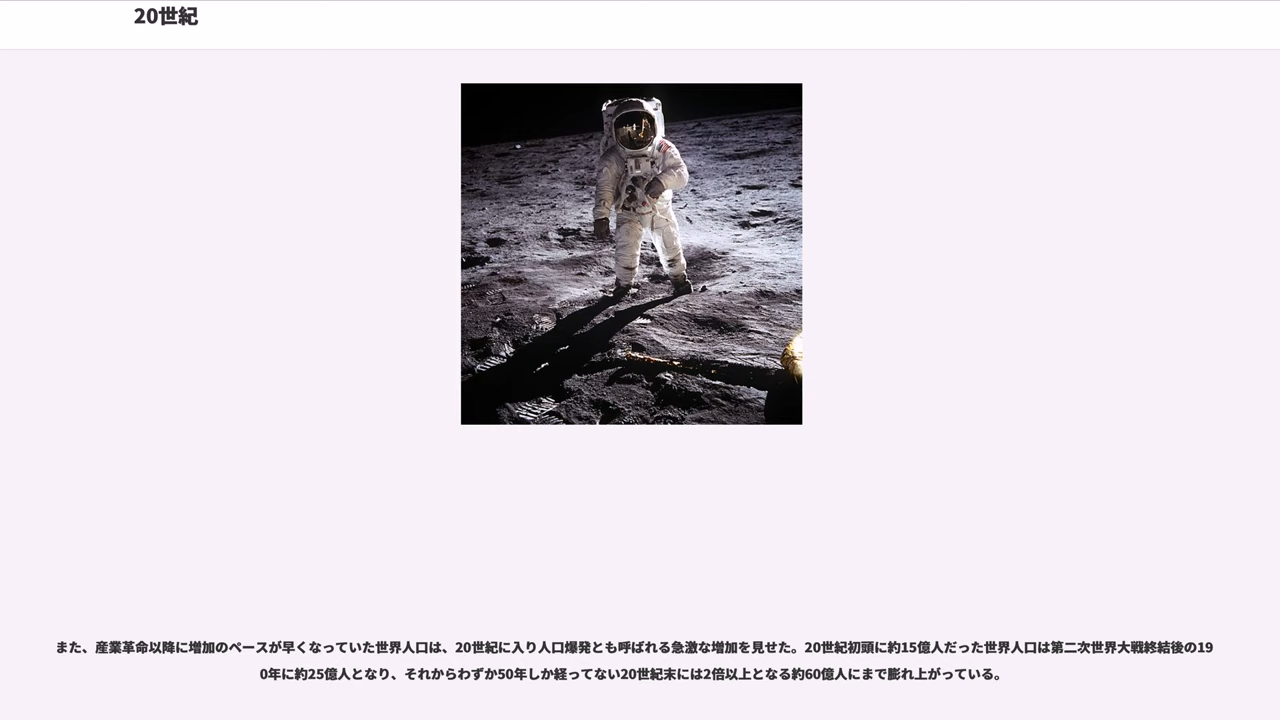 20世紀
また、産業革命以降に増加のペースが早くなっていた世界人口は、20世紀に入り人口爆発とも呼ばれる急激な増加を見せた。20世紀初頭に約15億人だった世界人口は第二次世界大戦終結後の19
0年に約25億人となり、それからわずか50年しか経ってない20世紀末には2倍以上となる約60億人にまで膨れ上がっている。